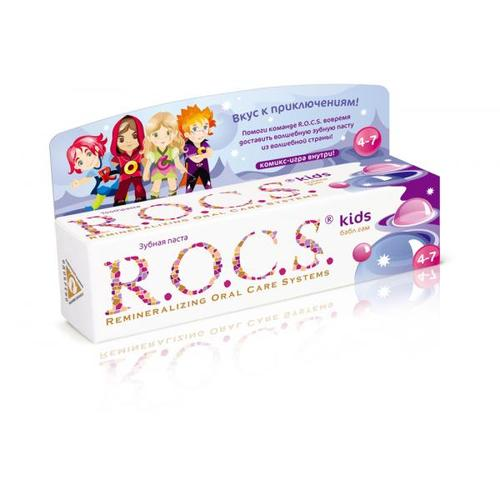 Вкус к приключениям!
Помоги команде R.O.C.S. вовремя
доставить волшебную зубную пасту
из волшебной страны!
4-7
комикс-игра внутри!
Зубная паста
R.O.C.S.® kids
бабл гам
4-7
Remineralizing Oral Care Systems